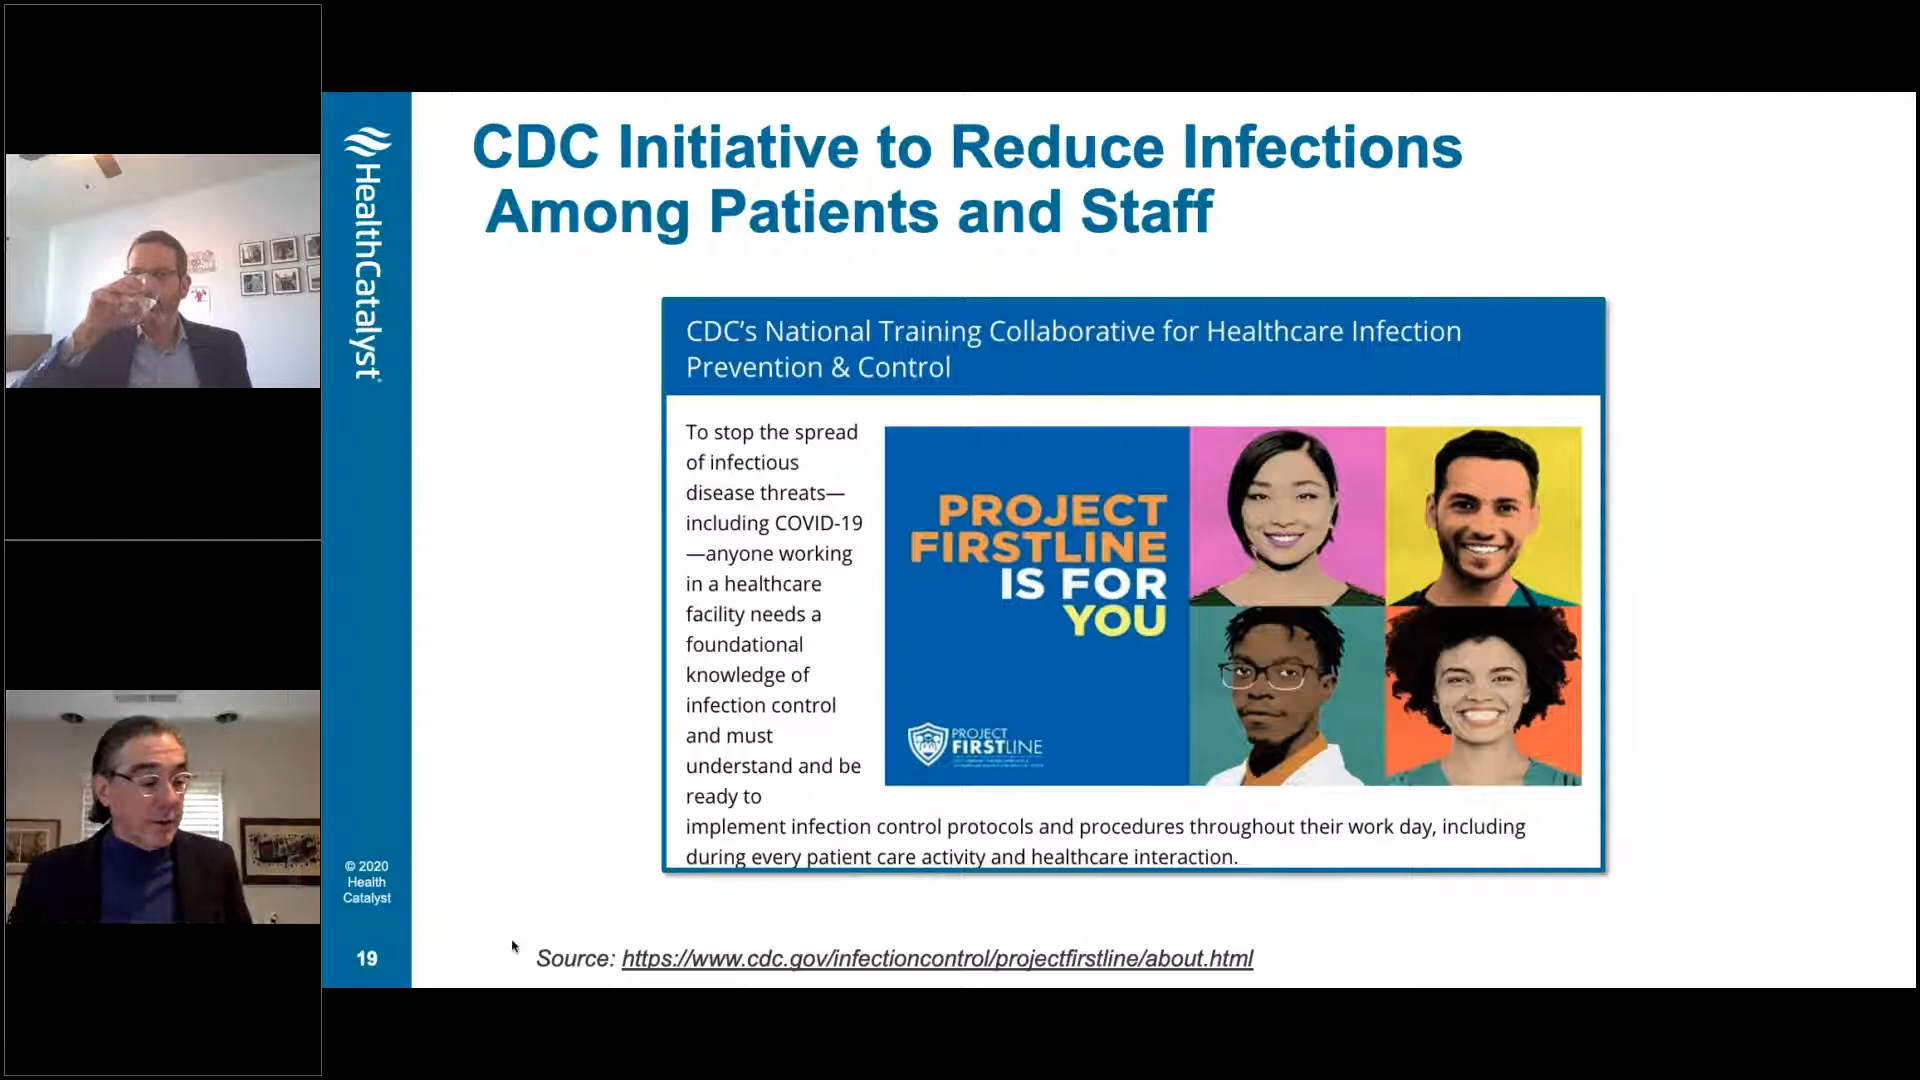 HealthCatalyst
CDC Initiative to Reduce Infections
Among Patients and Staff
CDC's National Training Collaborative for Healthcare Infection
Prevention & Control
To stop the spread
of infectious
disease threats—
including COVID-19
—anyone working
in a healthcare
facility needs a
foundational
knowledge of
infection control
and must
understand and be
ready to
implement infection control protocols and procedures throughout their work day, including
during every patient care activity and healthcare interaction.
PROJECT
FIRSTLINE
IS FOR
YOU
PROJECT
FIRSTLINE
© 2020
Health
Catalyst
19
Source: https://www.cdc.gov/infectioncontrol/projectfirstline/about.html